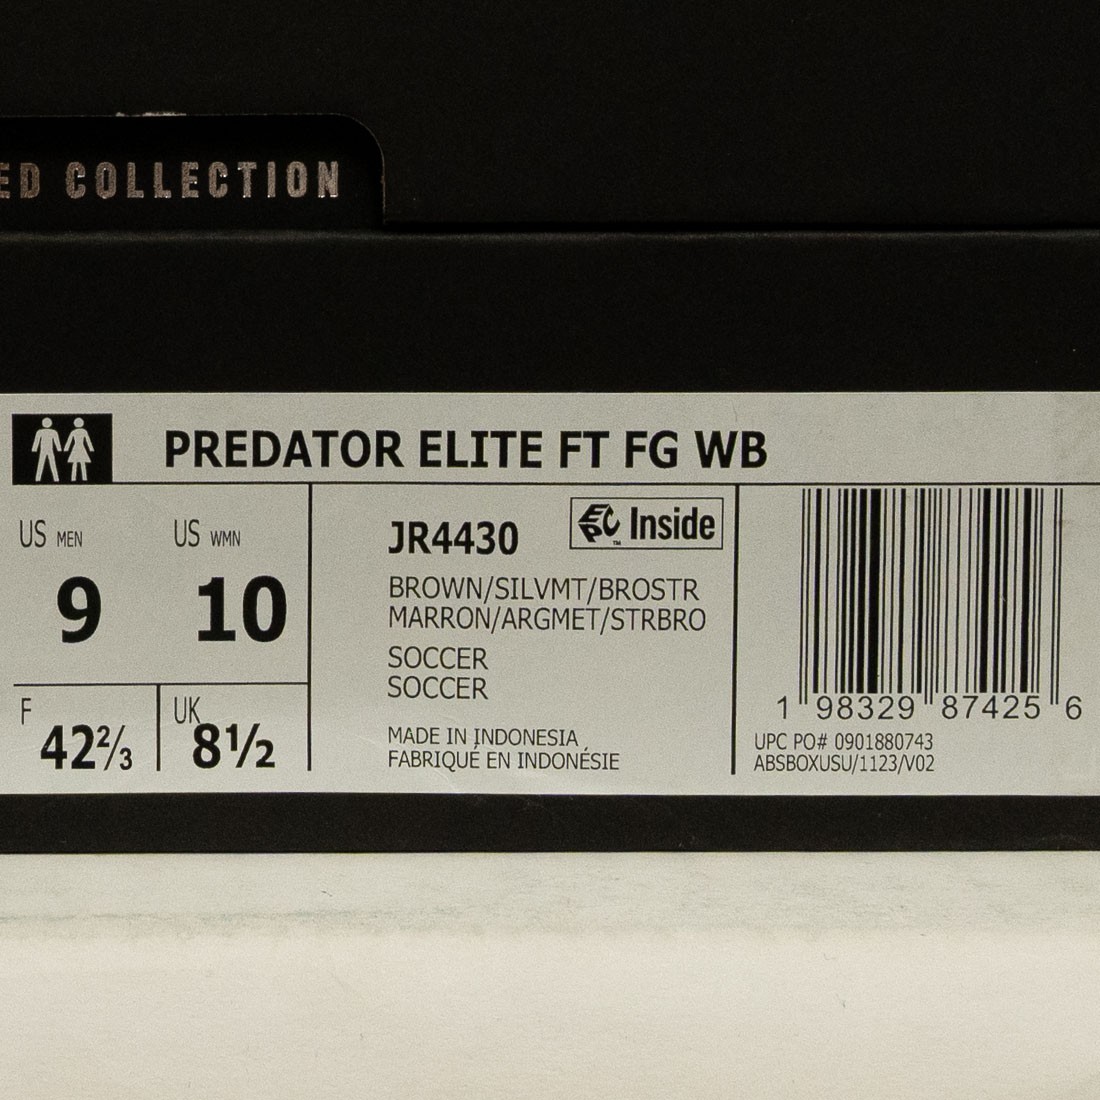 ED COLLECTION
PREDATOR ELITE FT FG WB
US MEN US WMN
9 10
F 42⅔ UK 8½
JR4430 EPC Inside ™
BROWN/SILVMT/BROSTR
MARRON/ARGMET/STRBRO
SOCCER
SOCCER
MADE IN INDONESIA
FABRIQUÉ EN INDONÉSIE
1 98329 87425 6
UPC PO# 0901880743
ABSBOXUSU/1123/V02